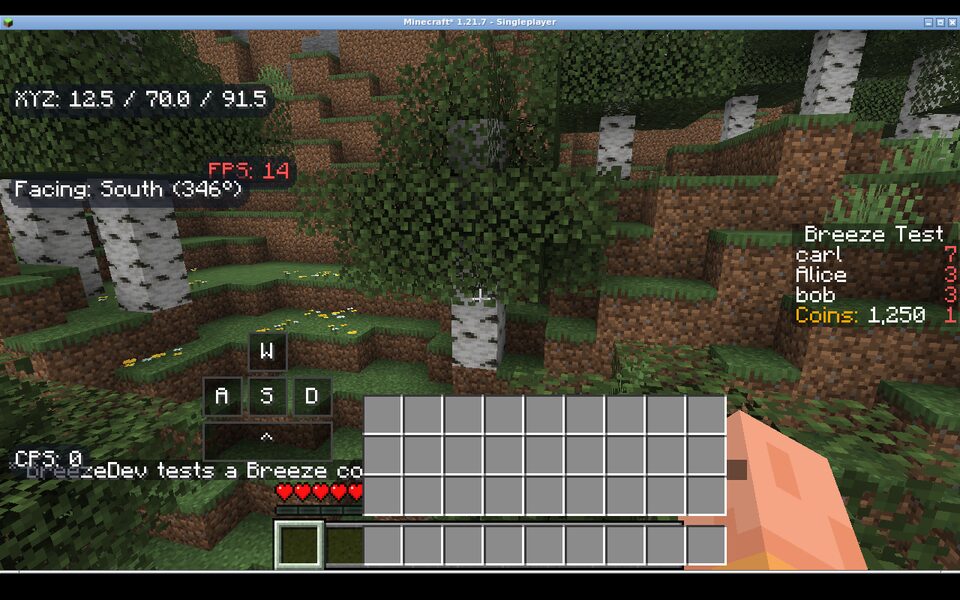 Minecraft* 1.21.7 - Singleplayer
XYZ: 12.5 / 70.0 / 91.5
FPS: 14
Facing: South (346°)
Breeze Test
carl 7
Alice 3
bob 3
Coins: 1,250 1
W
A S D
^
CPS: 0
BreezeDev tests a Breeze co